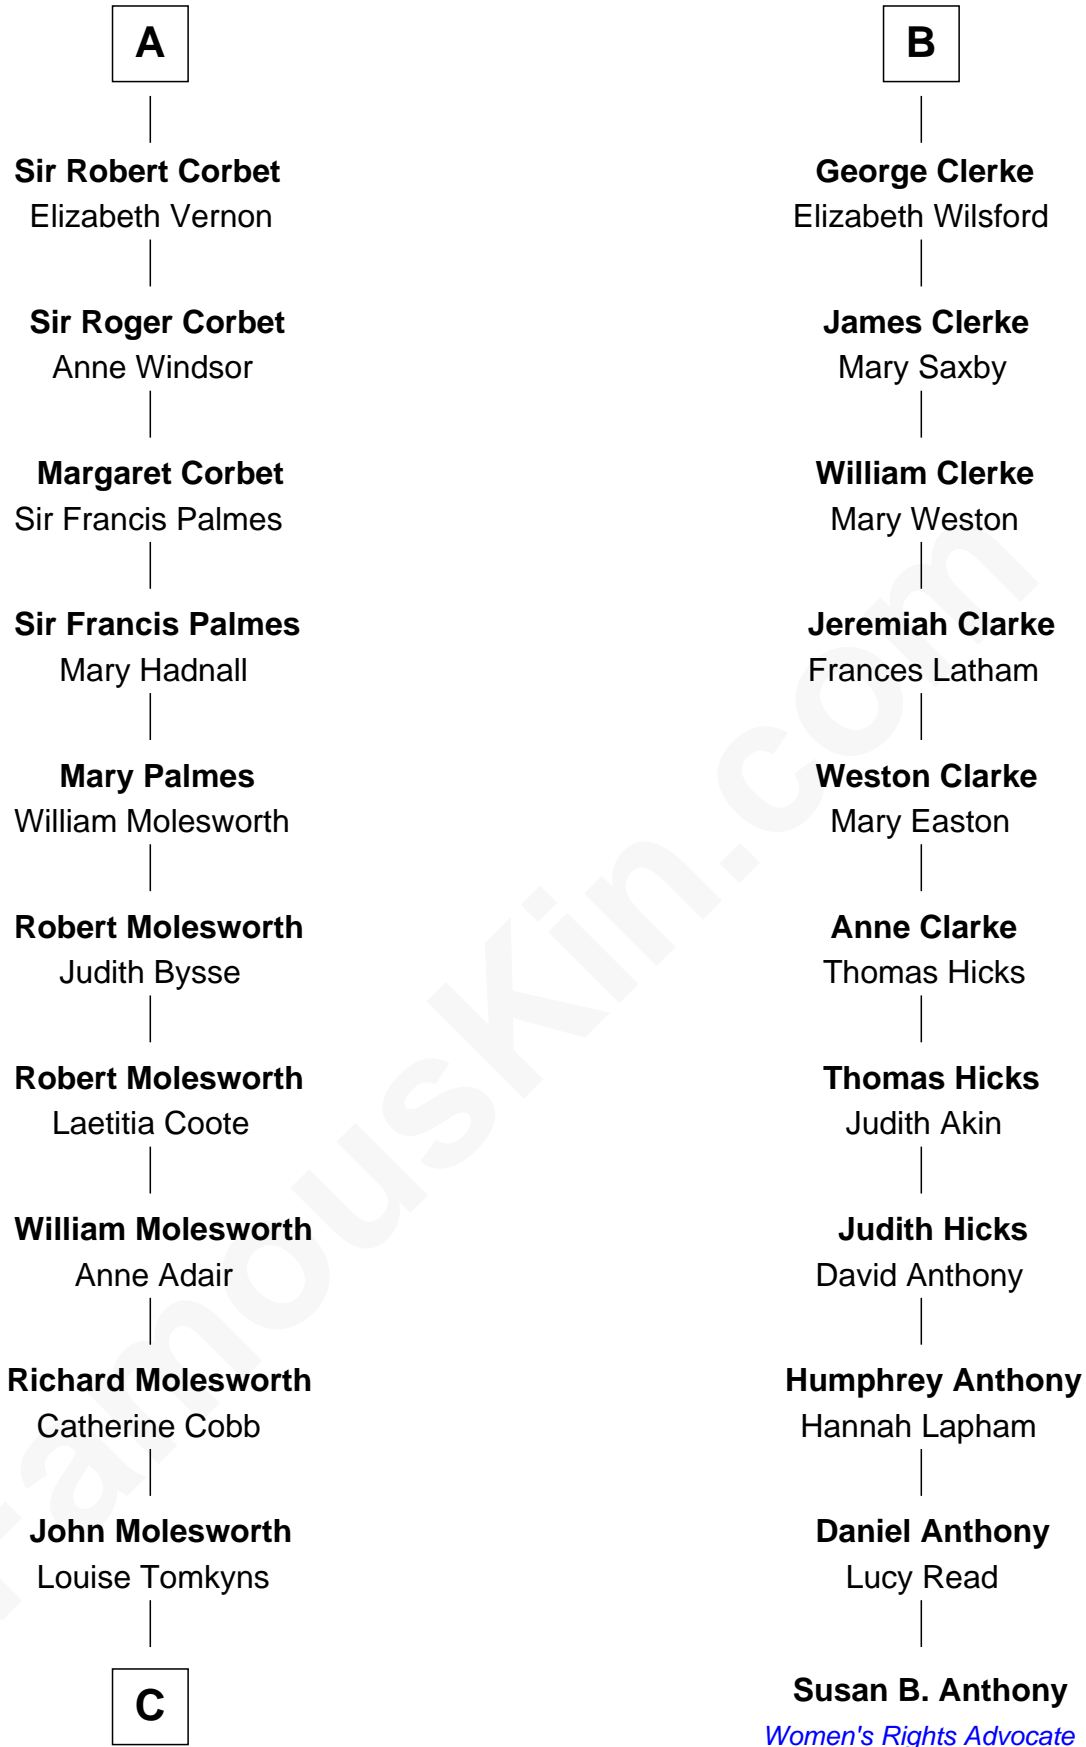 A
Sir Robert Corbet
Elizabeth Vernon
Sir Roger Corbet
Anne Windsor
Margaret Corbet
Sir Francis Palmes
Sir Francis Palmes
Mary Hadnall
Mary Palmes
William Molesworth
Robert Molesworth
Judith Bysse
Robert Molesworth
Laetitia Coote
William Molesworth
Anne Adair
Richard Molesworth
Catherine Cobb
John Molesworth
Louise Tomkyns
C
B
George Clerke
Elizabeth Wilsford
James Clerke
Mary Saxby
William Clerke
Mary Weston
Jeremiah Clarke
Frances Latham
Weston Clarke
Mary Easton
Anne Clarke
Thomas Hicks
Thomas Hicks
Judith Akin
Judith Hicks
David Anthony
Humphrey Anthony
Hannah Lapham
Daniel Anthony
Lucy Read
Susan B. Anthony
Women's Rights Advocate
FamousKin.com